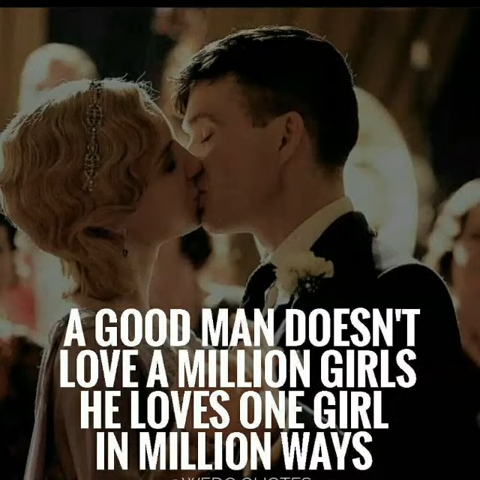 A GOOD MAN DOESN'T
LOVE A MILLION GIRLS
HE LOVES ONE GIRL
IN MILLION WAYS